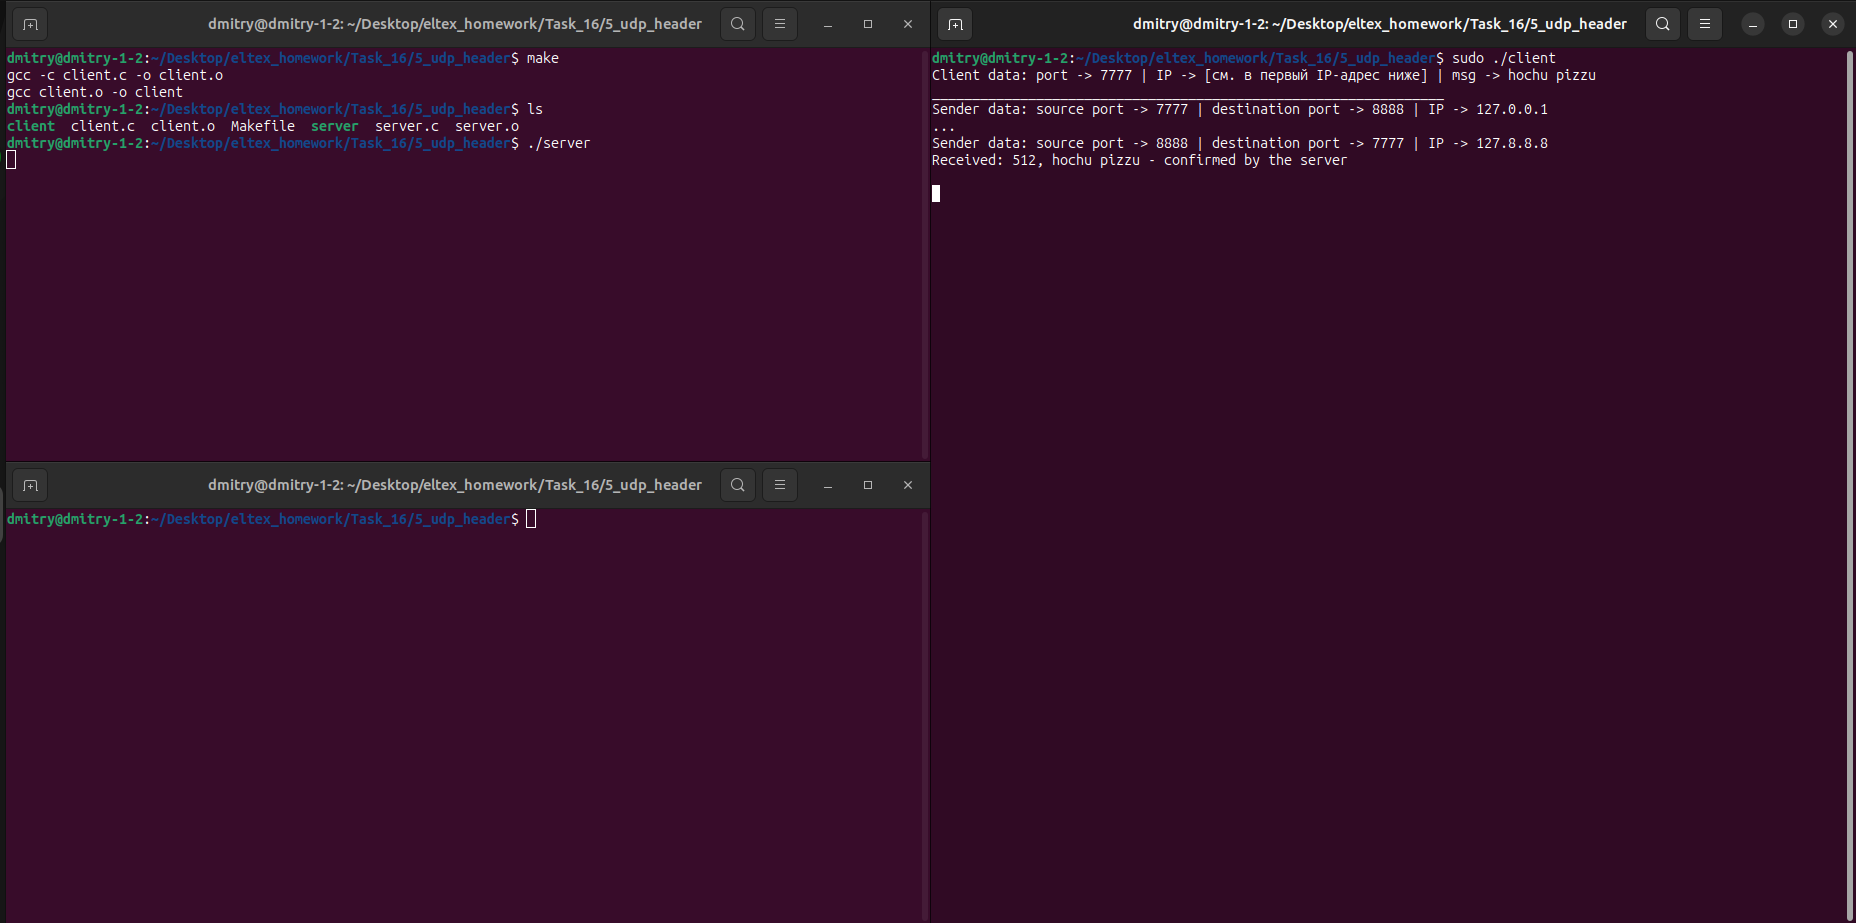 dmitry@dmitry-1-2: ~/Desktop/eltex_homework/Task_16/5_udp_header
dmitry@dmitry-1-2:~/Desktop/eltex_homework/Task_16/5_udp_header$ make
gcc -c client.c -o client.o
gcc client.o -o client
dmitry@dmitry-1-2:~/Desktop/eltex_homework/Task_16/5_udp_header$ ls
client  client.c  client.o  Makefile  server  server.c  server.o
dmitry@dmitry-1-2:~/Desktop/eltex_homework/Task_16/5_udp_header$ ./server
dmitry@dmitry-1-2: ~/Desktop/eltex_homework/Task_16/5_udp_header
dmitry@dmitry-1-2:~/Desktop/eltex_homework/Task_16/5_udp_header$
dmitry@dmitry-1-2: ~/Desktop/eltex_homework/Task_16/5_udp_header
dmitry@dmitry-1-2:~/Desktop/eltex_homework/Task_16/5_udp_header$ sudo ./client
Client data: port -> 7777 | IP -> [см. в первый IP-адрес ниже] | msg -> hochu pizzu
________________________________________________________________
Sender data: source port -> 7777 | destination port -> 8888 | IP -> 127.0.0.1
...
Sender data: source port -> 8888 | destination port -> 7777 | IP -> 127.8.8.8
Received: 512, hochu pizzu - confirmed by the server